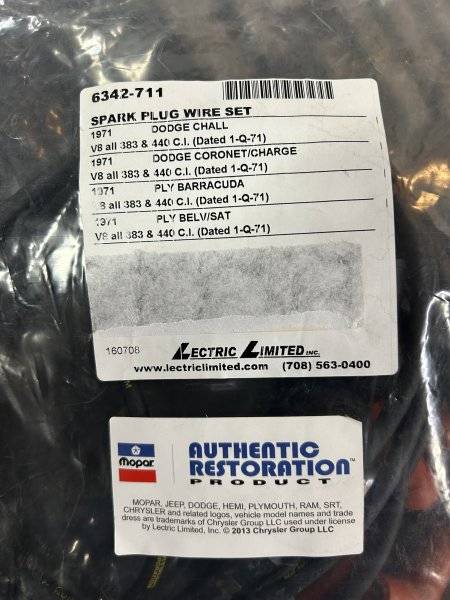 6342-711
SPARK PLUG WIRE SET
1971 DODGE CHALL
V8 all 383 & 440 C.I. (Dated 1-Q-71)
1971 DODGE CORONET/CHARGE
V8 all 383 & 440 C.I. (Dated 1-Q-71)
1971 PLY BARRACUDA
8 all 383 & 440 C.I. (Dated 1-Q-71)
1971 PLY BELV/SAT
V8 all 383 & 440 C.I. (Dated 1-Q-71)
160708
LECTRIC LIMITED INC.
www.lectriclimited.com (708) 563-0400
Mopar
AUTHENTIC
RESTORATION™
PRODUCT
MOPAR, JEEP, DODGE, HEMI, PLYMOUTH, RAM, SRT,
CHRYSLER and related logos, vehicle model names and trade
dress are trademarks of Chrysler Group LLC used under license
by Lectric Limited, Inc. © 2013 Chrysler Group LLC